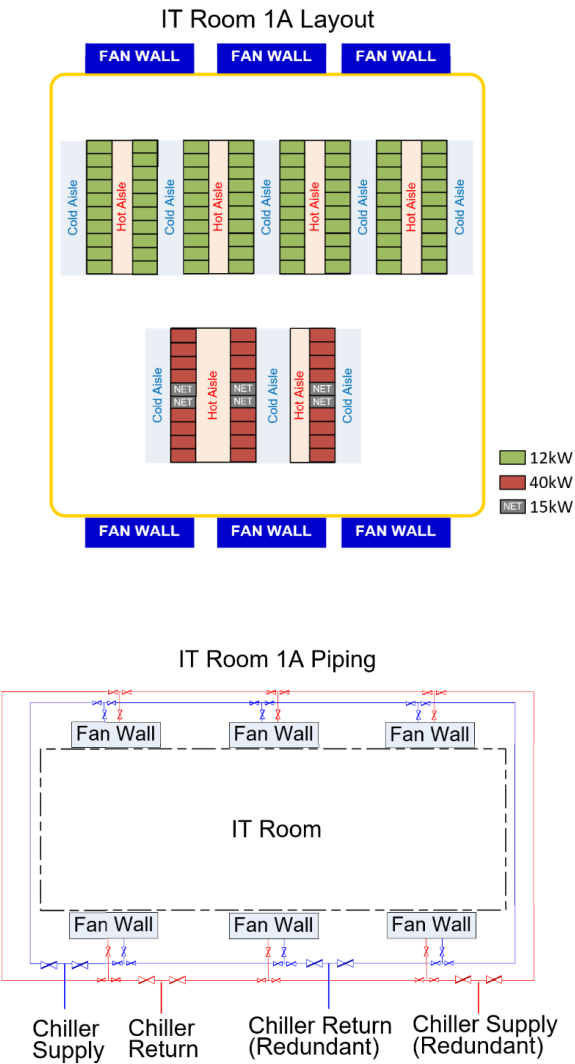 IT Room 1A Layout
FAN WALL FAN WALL FAN WALL
Cold Aisle Hot Aisle Cold Aisle Hot Aisle Cold Aisle Hot Aisle Cold Aisle Hot Aisle Cold Aisle
Cold Aisle Hot Aisle Cold Aisle Hot Aisle Cold Aisle
NET NET NET
NET NET NET
12kW
40kW
NET 15kW
FAN WALL FAN WALL FAN WALL
IT Room 1A Piping
Fan Wall Fan Wall Fan Wall
IT Room
Fan Wall Fan Wall Fan Wall
Chiller Supply
Chiller Return
Chiller Return (Redundant)
Chiller Supply (Redundant)